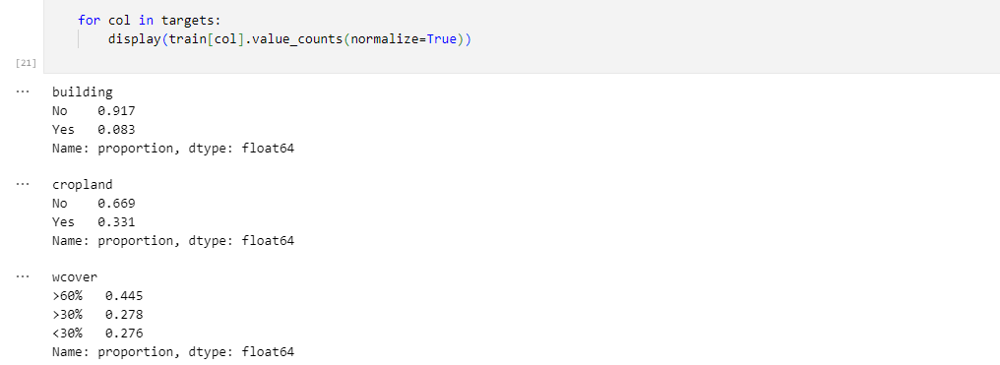 for col in targets:
    display(train[col].value_counts(normalize=True))
[21]
... building
No    0.917
Yes   0.083
Name: proportion, dtype: float64
... cropland
No    0.669
Yes   0.331
Name: proportion, dtype: float64
... wcover
>60%   0.445
>30%   0.278
<30%   0.276
Name: proportion, dtype: float64